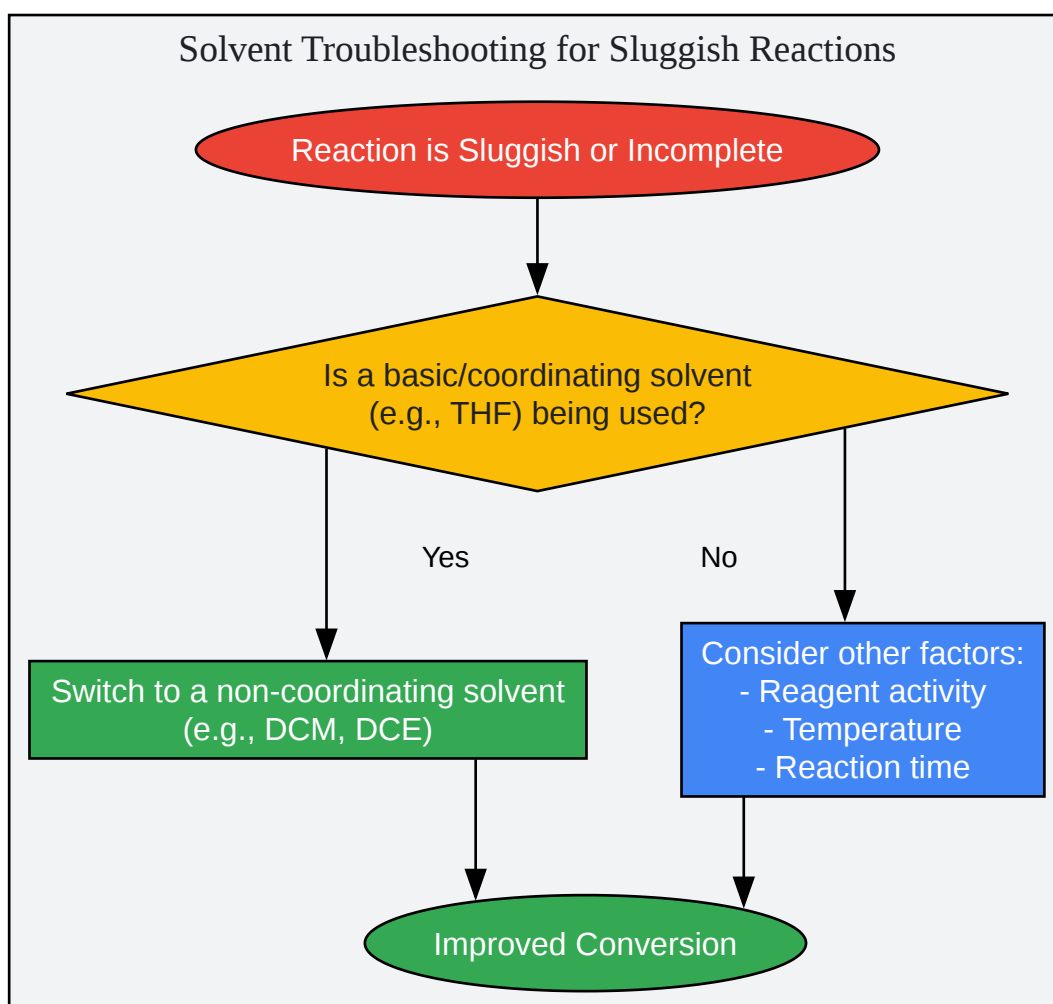 Solvent Troubleshooting for Sluggish Reactions
Reaction is Sluggish or Incomplete
Is a basic/coordinating solvent
(e.g., THF) being used?
Yes
No
Switch to a non-coordinating solvent
(e.g., DCM, DCE)
Consider other factors:
- Reagent activity
- Temperature
- Reaction time
Improved Conversion